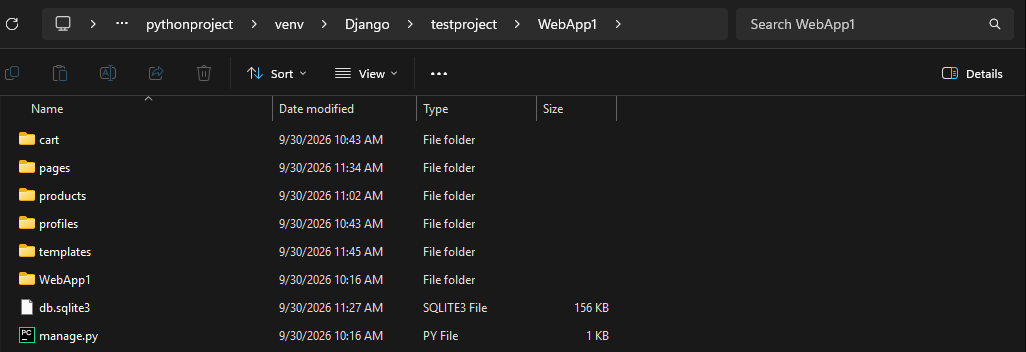 pythonproject venv Django testproject WebApp1 Search WebApp1
Sort View Details
Name Date modified Type Size
cart 9/30/2026 10:43 AM File folder
pages 9/30/2026 11:34 AM File folder
products 9/30/2026 11:02 AM File folder
profiles 9/30/2026 10:43 AM File folder
templates 9/30/2026 11:45 AM File folder
WebApp1 9/30/2026 10:16 AM File folder
db.sqlite3 9/30/2026 11:27 AM SQLITE3 File 156 KB
PC manage.py 9/30/2026 10:16 AM PY File 1 KB